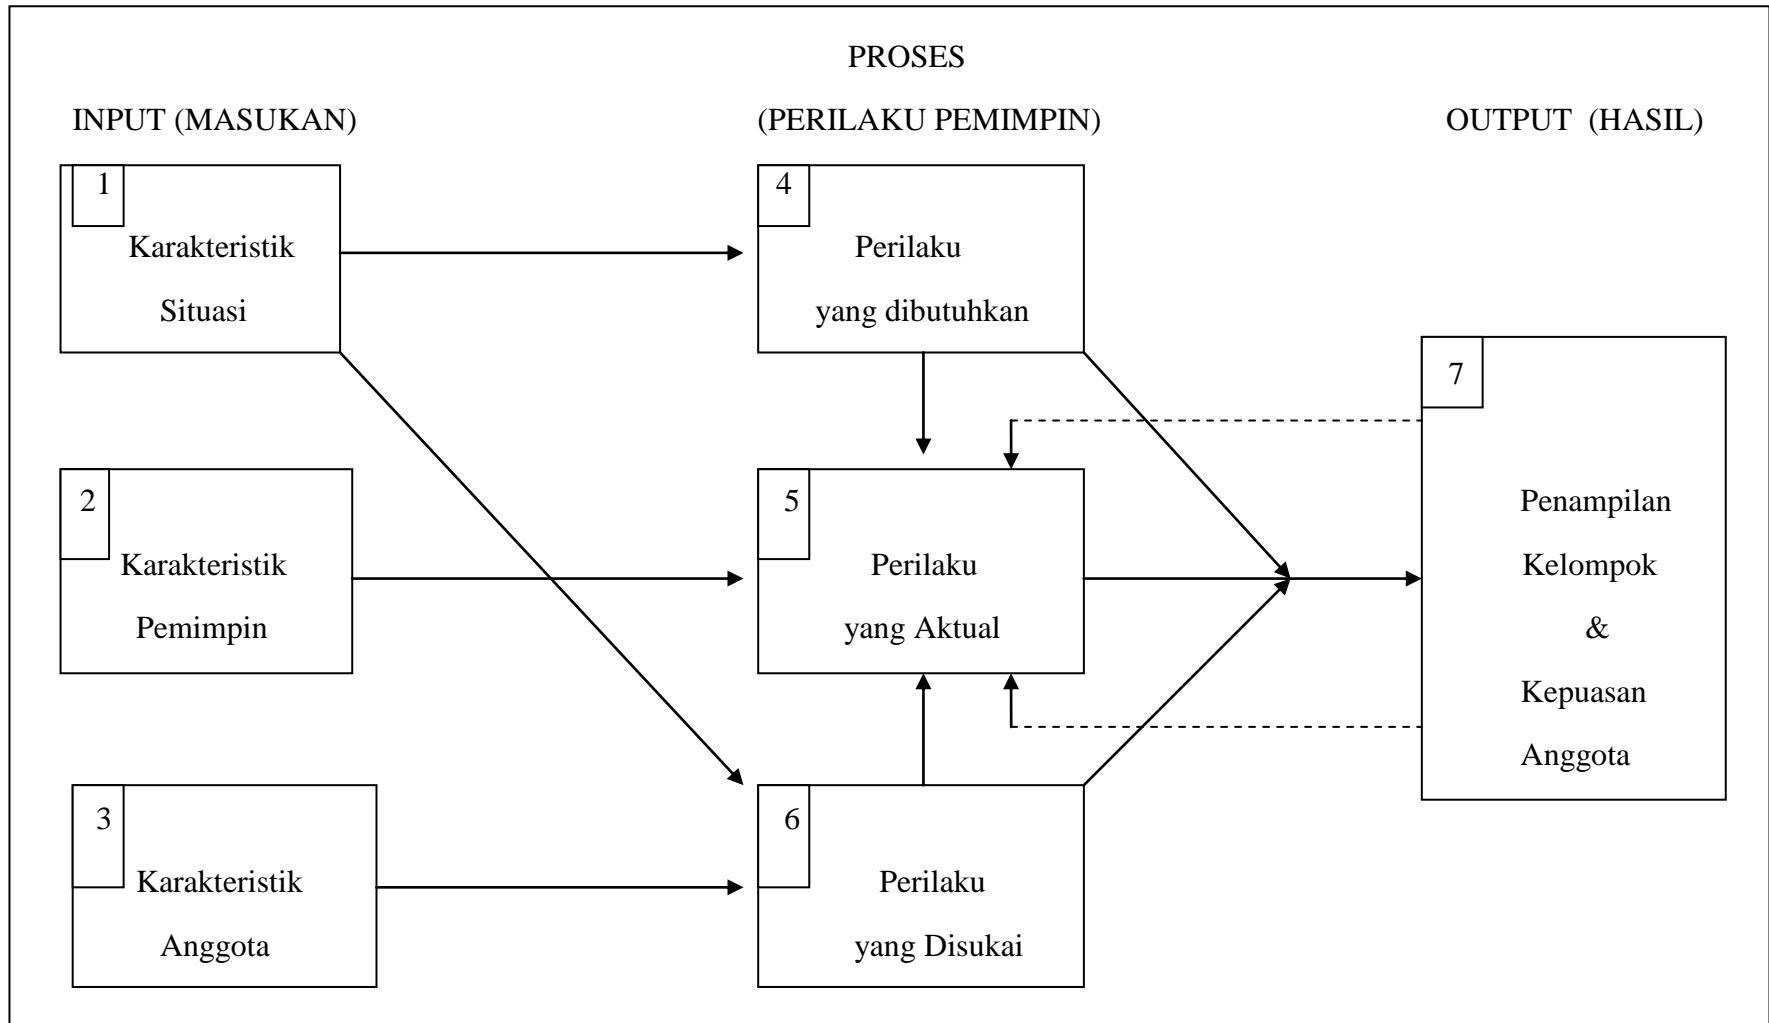 PROSES
INPUT (MASUKAN)
(PERILAKU PEMIMPIN)
OUTPUT (HASIL)
1
Karakteristik
Situasi
4
Perilaku
yang dibutuhkan
2
Karakteristik
Pemimpin
5
Perilaku
yang Aktual
7
Penampilan
Kelompok
&
Kepuasan
Anggota
3
Karakteristik
Anggota
6
Perilaku
yang Disukai